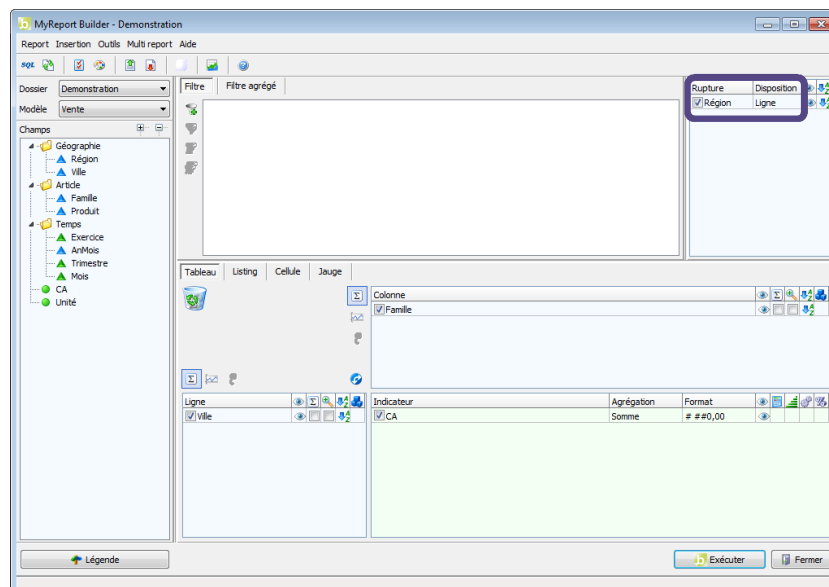 MyReport Builder - Demonstration
Report Insertion Outils Multi report Aide
SQL
Dossier Demonstration
Modèle Vente
Champs
Géographie
Région
Ville
Article
Famille
Produit
Temps
Exercice
AnMois
Trimestre
Mois
CA
Unité
Filtre Filtre agrégé
Rupture Disposition
Région Ligne
Tableau Listing Cellule Jauge
Colonne
Famille
Ligne
Ville
Indicateur Agrégation Format
CA Somme # ##0,00
Légende
Exécuter Fermer